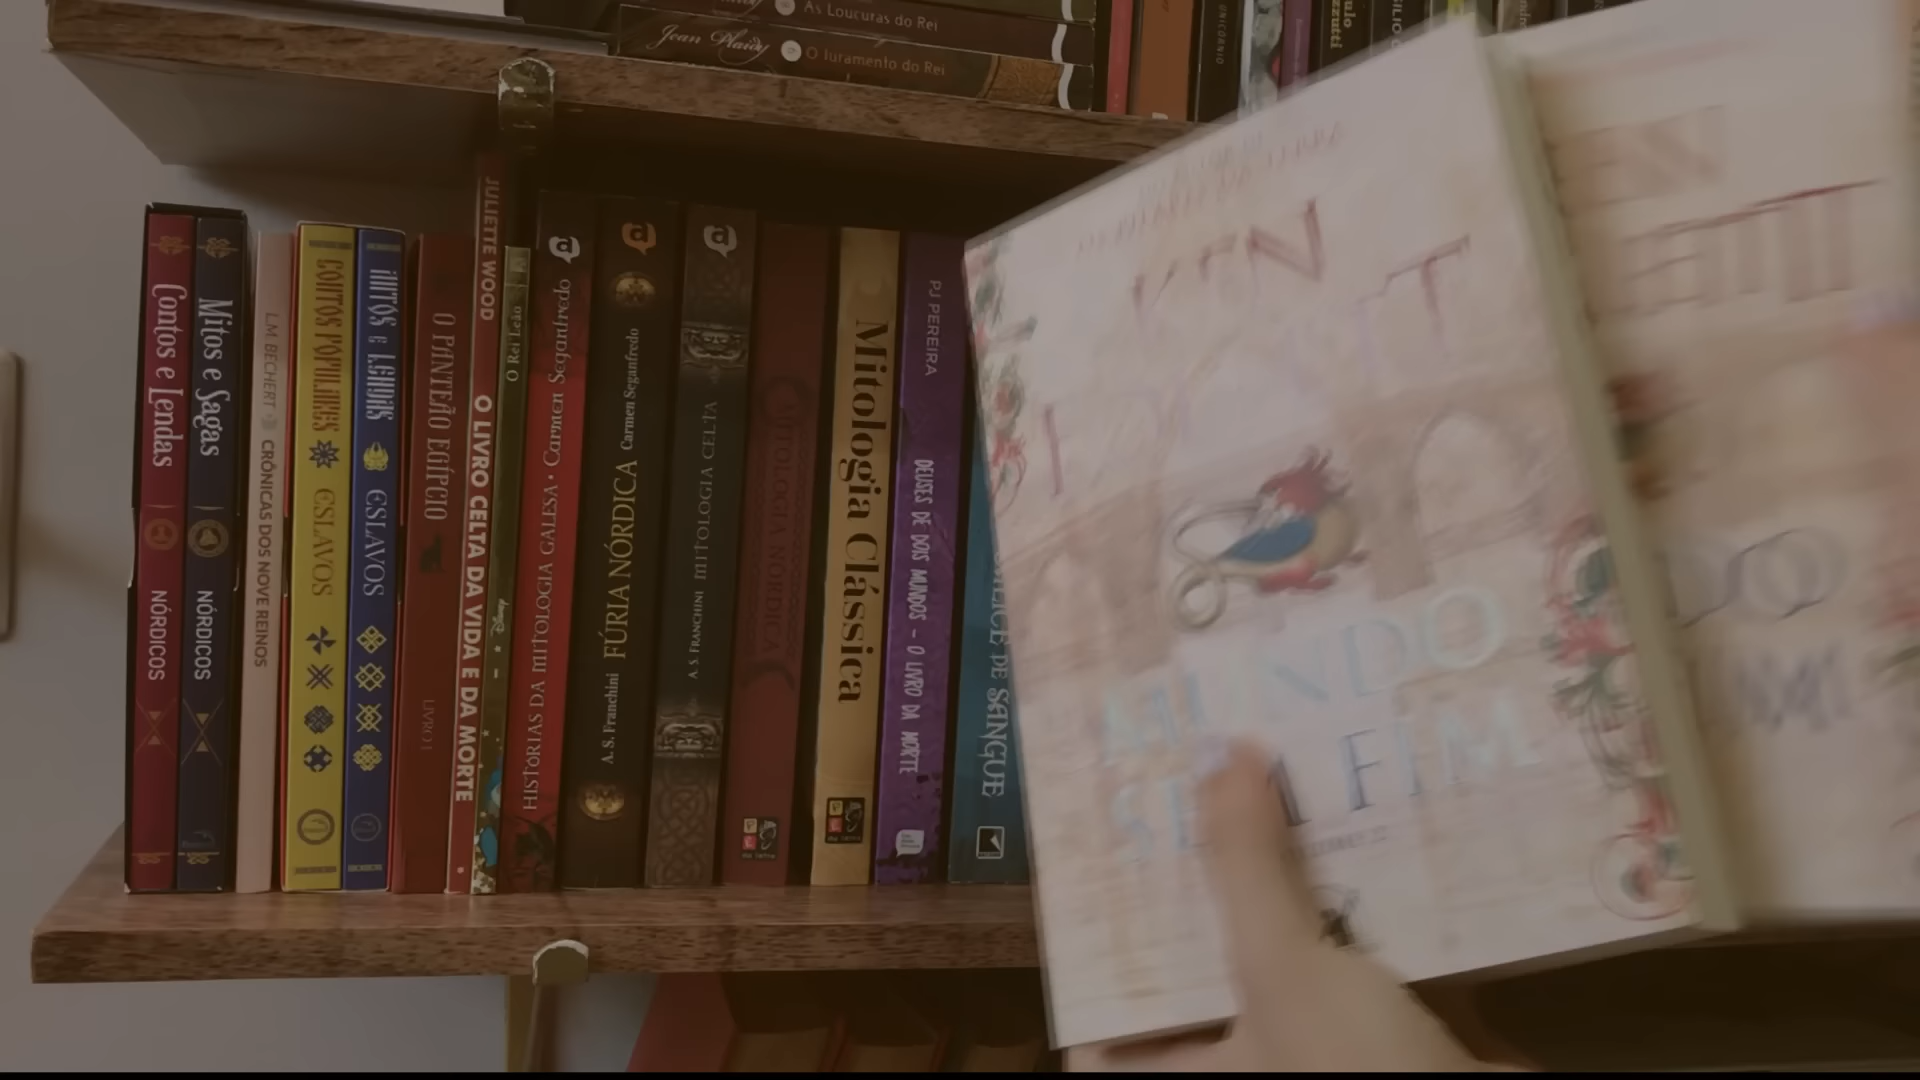 As Loucuras do Rei
Jean Plaidy
6
O Juramento do Rei
UNICÓRNIO
Contos e Lendas
NÓRDICOS
Mitos e Sagas
NÓRDICOS
L.M. BECHERT
CRÔNICAS DOS NOVE REINOS
CONTOS POPULARES
ESLAVOS
MITOS E LENDAS
ESLAVOS
O PANTEÃO EGÍPCIO
LIVRO I
JULIETTE WOOD
O LIVRO CELTA DA VIDA E DA MORTE
O Rei Leão
HISTÓRIAS DA MITOLOGIA GALESA • Carmen Seganfredo
A. S. Franchini FÚRIA NÓRDICA Carmen Seganfredo
A. S. FRANCHINI MITOLOGIA CELTA
MITOLOGIA NÓRDICA
Mitologia Clássica
PJ PEREIRA
DEUSES DE DOIS MUNDOS - O LIVRO DA MORTE
DE SANGUE
KEN
MUNDO
SEM FIM